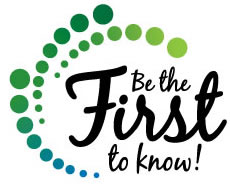 Be the
First
to know!